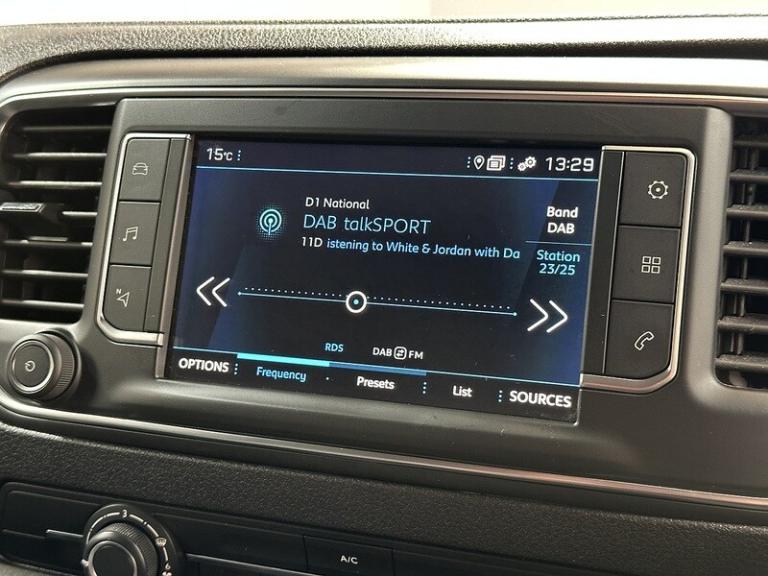 15°C
13:29
D1 National
DAB talkSPORT
11D istening to White & Jordan with Da
Band
DAB
Station
23/25
RDS
DAB FM
OPTIONS
Frequency
Presets
List
SOURCES
N
3
A/C